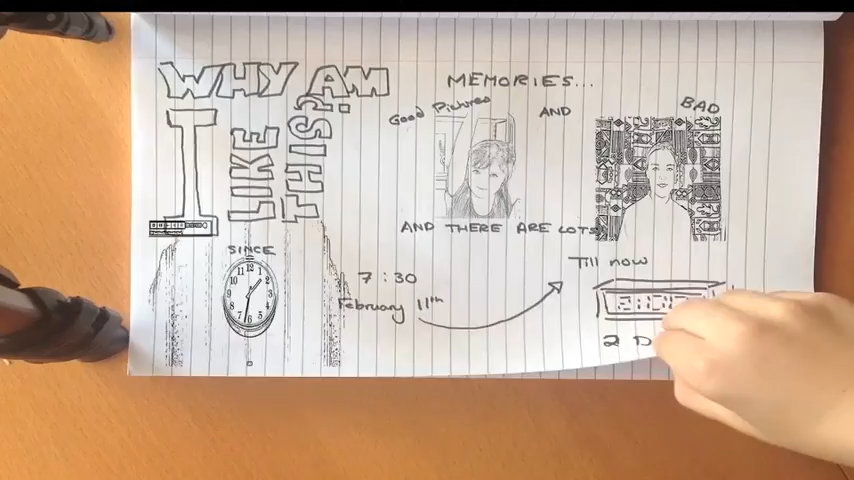 WHY AM
I
LIKE
THIS?
SINCE
7:30
February 11th
MEMORIES...
Good Pictures
AND
BAD
AND THERE ARE LOTS
Till now
2 D